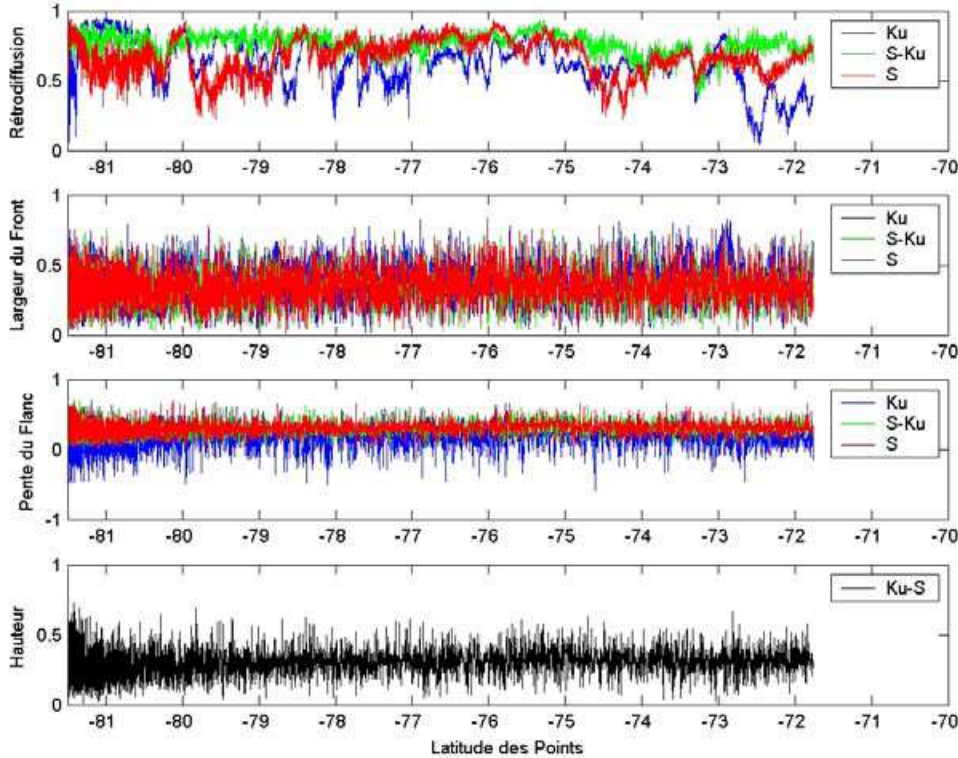 Rétrodiffusion
1
0.5
0
Ku
S-Ku
S
-81 -80 -79 -78 -77 -76 -75 -74 -73 -72 -71 -70
Largeur du Front
1
0.5
0
Ku
S-Ku
S
-81 -80 -79 -78 -77 -76 -75 -74 -73 -72 -71 -70
Pente du Flanc
1
0
-1
Ku
S-Ku
S
-81 -80 -79 -78 -77 -76 -75 -74 -73 -72 -71 -70
Hauteur
1
0.5
0
Ku-S
-81 -80 -79 -78 -77 -76 -75 -74 -73 -72 -71 -70
Latitude des Points